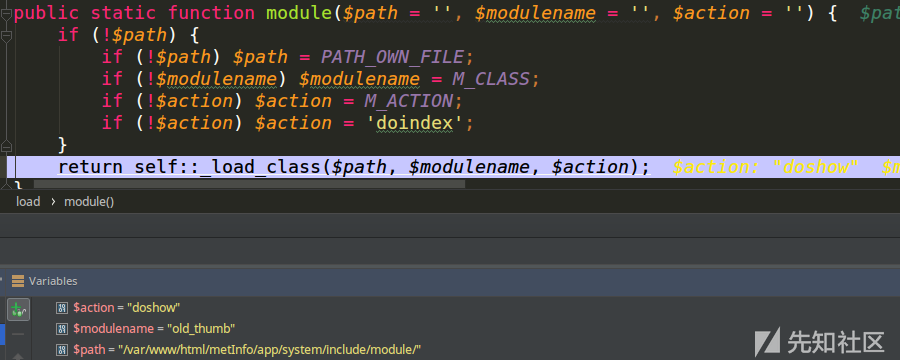 public static function module($path = '', $modulename = '', $action = '') {  $pat
if (!$path) {
if (!$path) $path = PATH_OWN_FILE;
if (!$modulename) $modulename = M_CLASS;
if (!$action) $action = M_ACTION;
if (!$action) $action = 'doindex';
}
return self::_load_class($path, $modulename, $action);  $action: "doshow"  $m
}
load > module()
Variables
$action = "doshow"
$modulename = "old_thumb"
$path = "/var/www/html/metInfo/app/system/include/module/"
先知社区